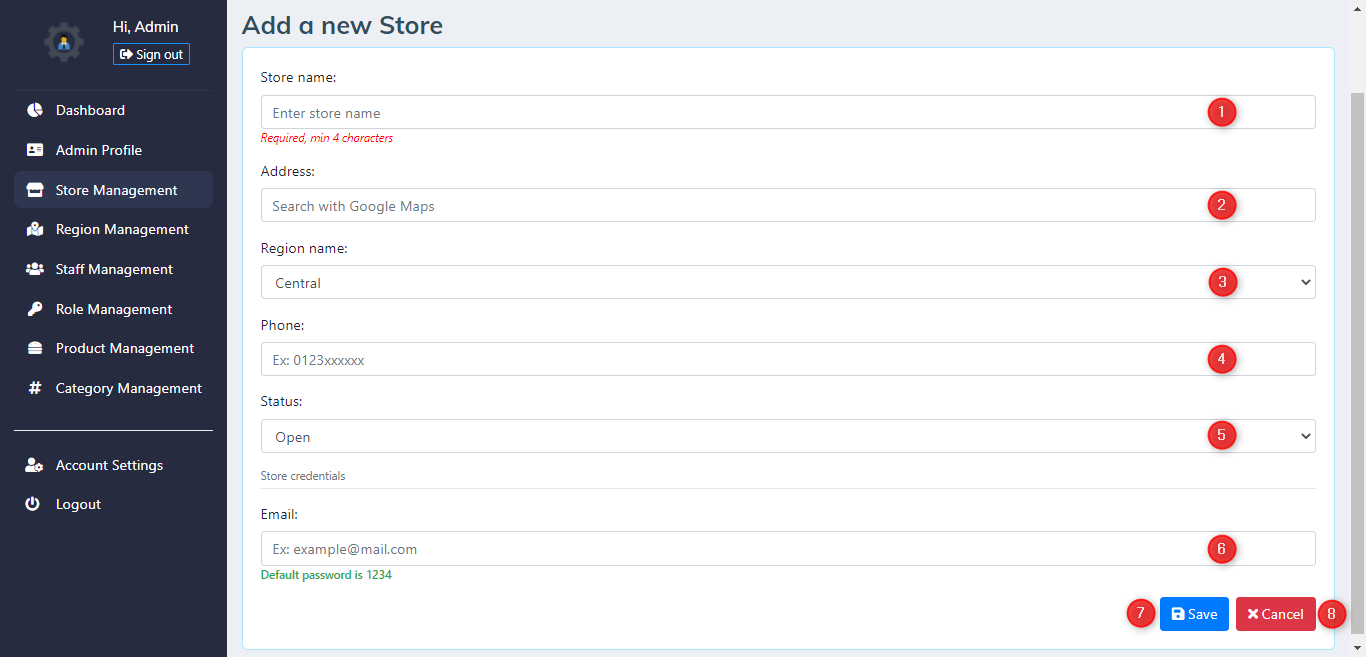 Hi, Admin
Sign out
Dashboard
Admin Profile
Store Management
Region Management
Staff Management
Role Management
Product Management
Category Management
Account Settings
Logout
Add a new Store
Store name:
Enter store name 1
Required, min 4 characters
Address:
Search with Google Maps 2
Region name:
Central 3
Phone:
Ex: 0123xxxxxx 4
Status:
Open 5
Store credentials
Email:
Ex: example@mail.com 6
Default password is 1234
7 Save Cancel 8